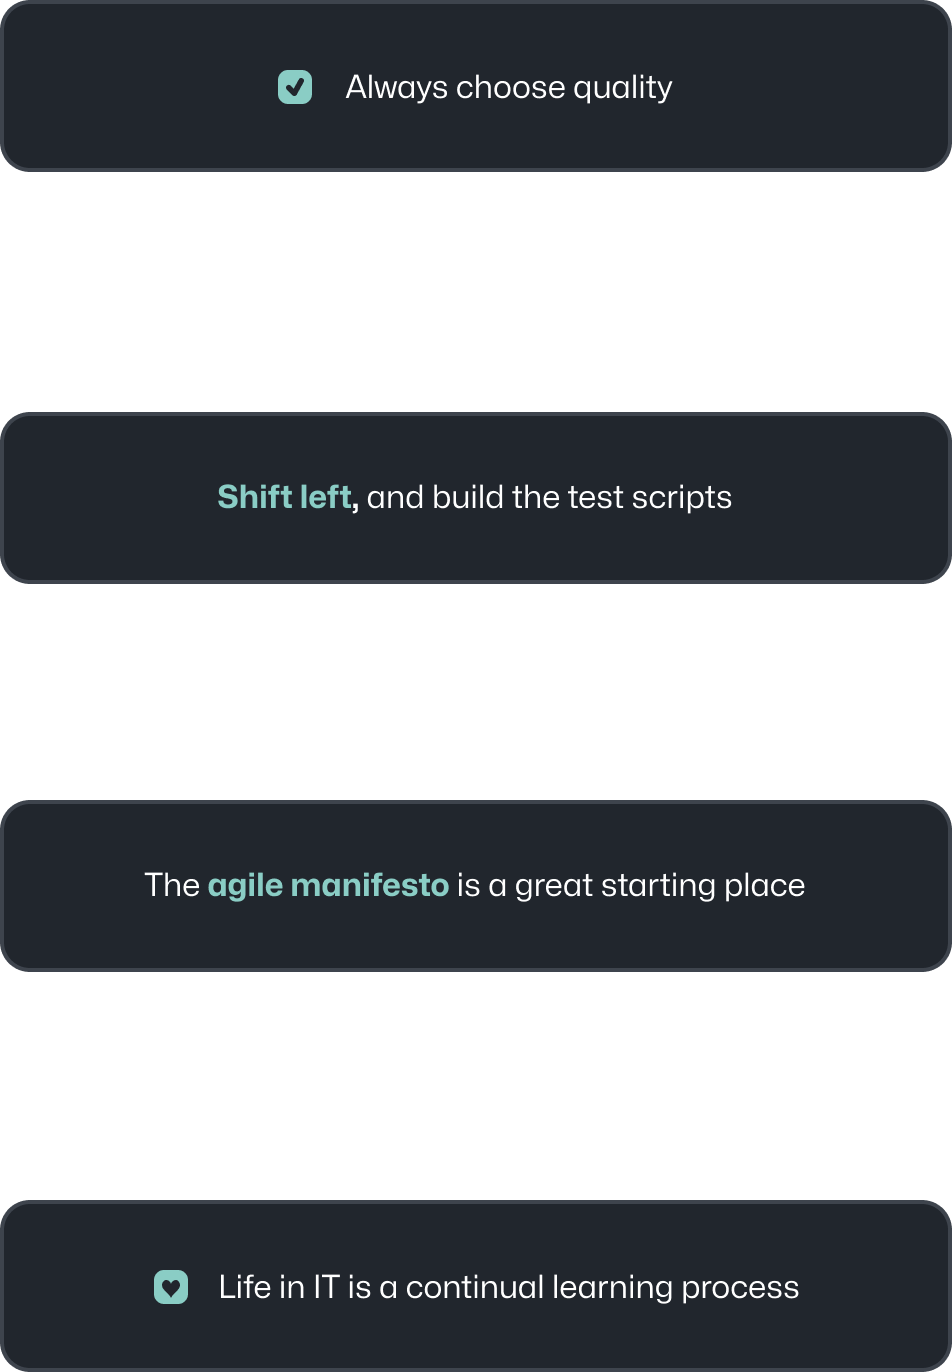 Always choose quality
Shift left, and build the test scripts
The agile manifesto is a great starting place
Life in IT is a continual learning process